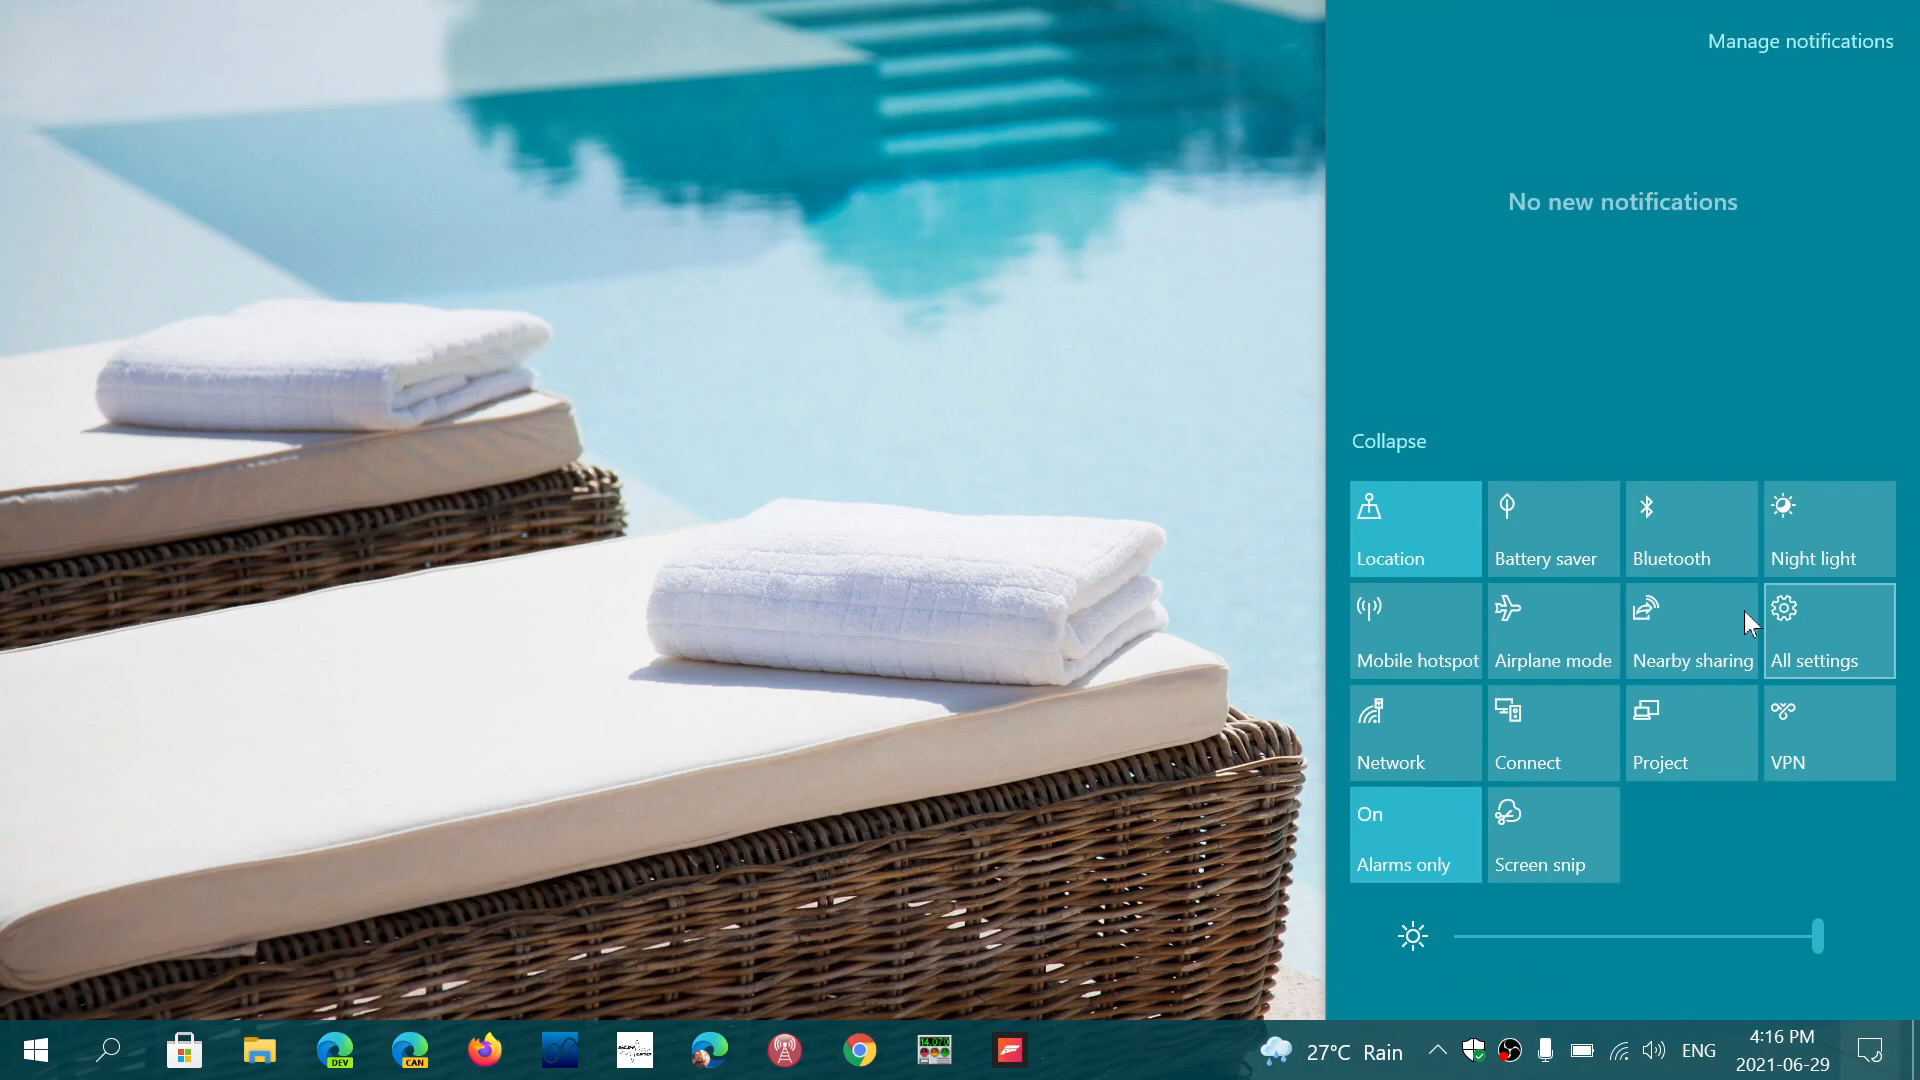 Manage notifications
No new notifications
Collapse
Location
Battery saver
Bluetooth
Night light
Mobile hotspot
Airplane mode
Nearby sharing
All settings
Network
Connect
Project
VPN
On
Alarms only
Screen snip
DEV
CAN
27°C Rain
ENG
4:16 PM
2021-06-29